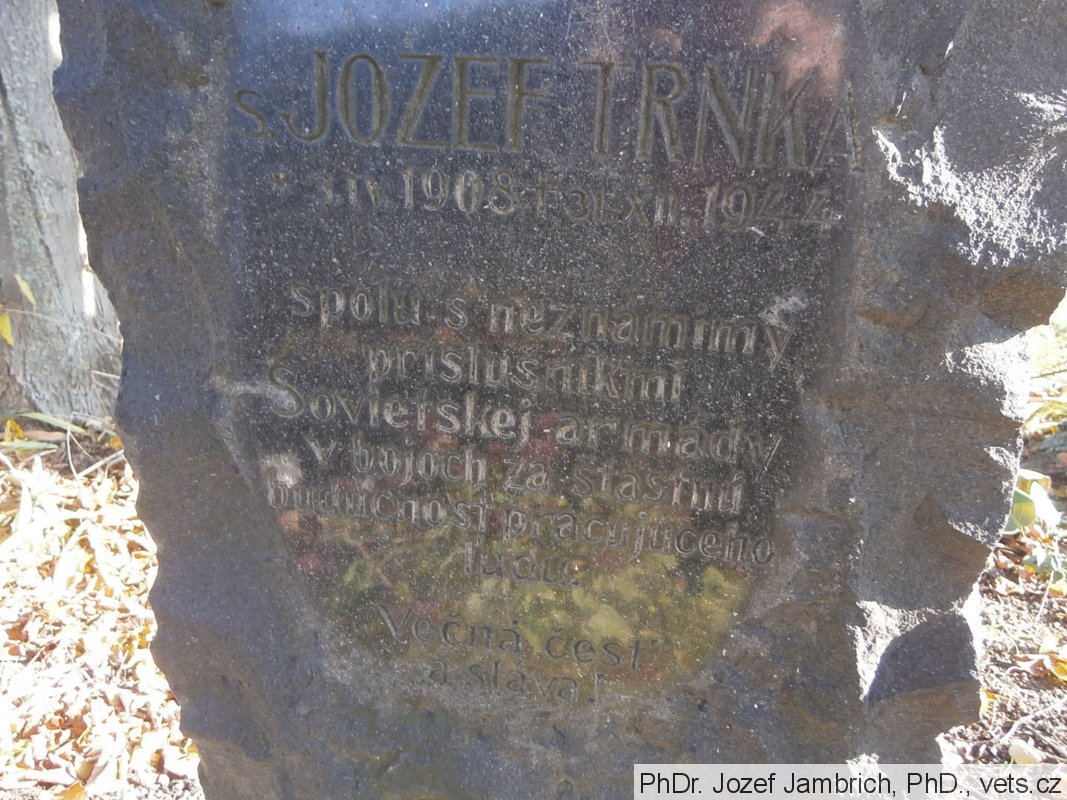 s. JOZEF TRNKA
* 3.IV. 1908 † 31.XII. 1944
spolu s neznámimy
príslušníkmi
Sovietskej armády
v bojoch za šťastnú
budúcnosť pracujúceho
ľudu
Večná česť
a sláva!
PhDr. Jozef Jambrich, PhD., vets.cz